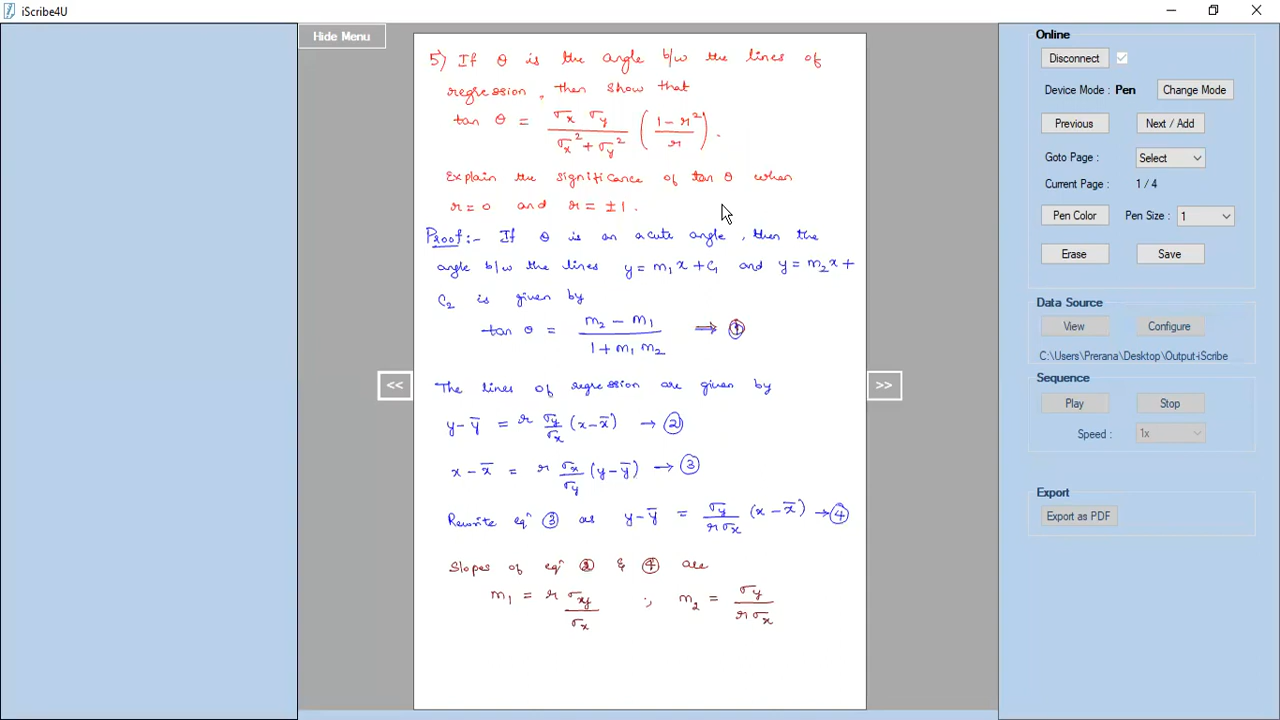 iScribe4U
Hide Menu
5) If θ is the angle b/w the lines of
regression, then show that
tan θ = σx σy / σx² + σy² (1 - r² / r).
Explain the significance of tan θ when
r = 0 and r = ±1.
Proof:- If θ is an acute angle, then the
angle b/w the lines y = m1x + C1 and y = m2x +
C2 is given by
tan θ = m2 - m1 / 1 + m1 m2 ⟹ ①
The lines of regression are given by
y - ȳ = r σy/σx (x - x̄) → ②
x - x̄ = r σx/σy (y - ȳ) → ③
Rewrite eqn ③ as y - ȳ = σy / r σx (x - x̄) → ④
Slopes of eqn ② & ④ are
m1 = r / σx ; m2 = σy / r σx
<<
>>
Online
Disconnect
Device Mode : Pen
Change Mode
Previous
Next / Add
Goto Page :
Select
Current Page : 1 / 4
Pen Color
Pen Size :
1
Erase
Save
Data Source
View
Configure
C:\Users\Prerana\Desktop\Output-iScribe
Sequence
Play
Stop
Speed :
1x
Export
Export as PDF